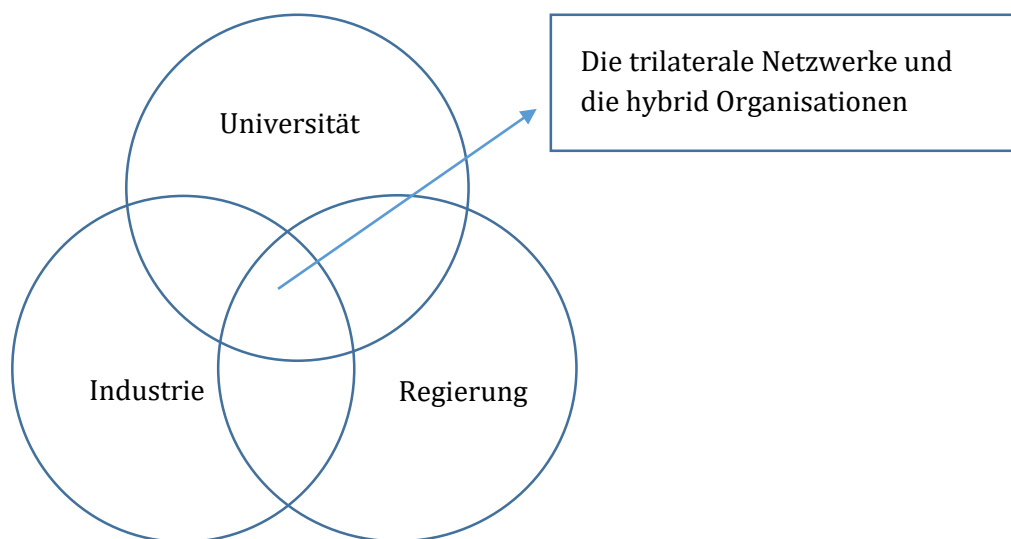 Universität
Die trilaterale Netzwerke und
die hybrid Organisationen
Industrie
Regierung